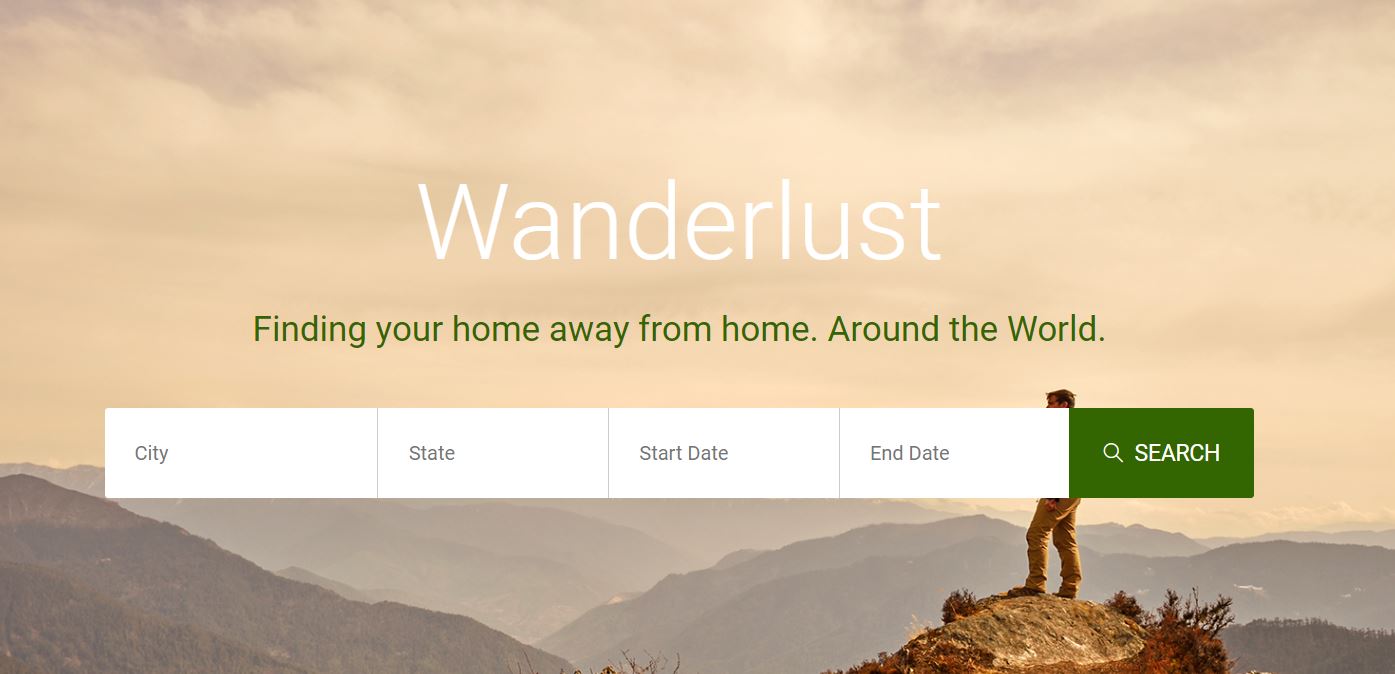 Wanderlust
Finding your home away from home. Around the World.
City State Start Date End Date SEARCH